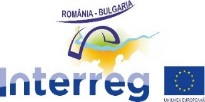 ROMÂNIA - BULGARIA
Interreg
UNIUNEA EUROPEANĂ